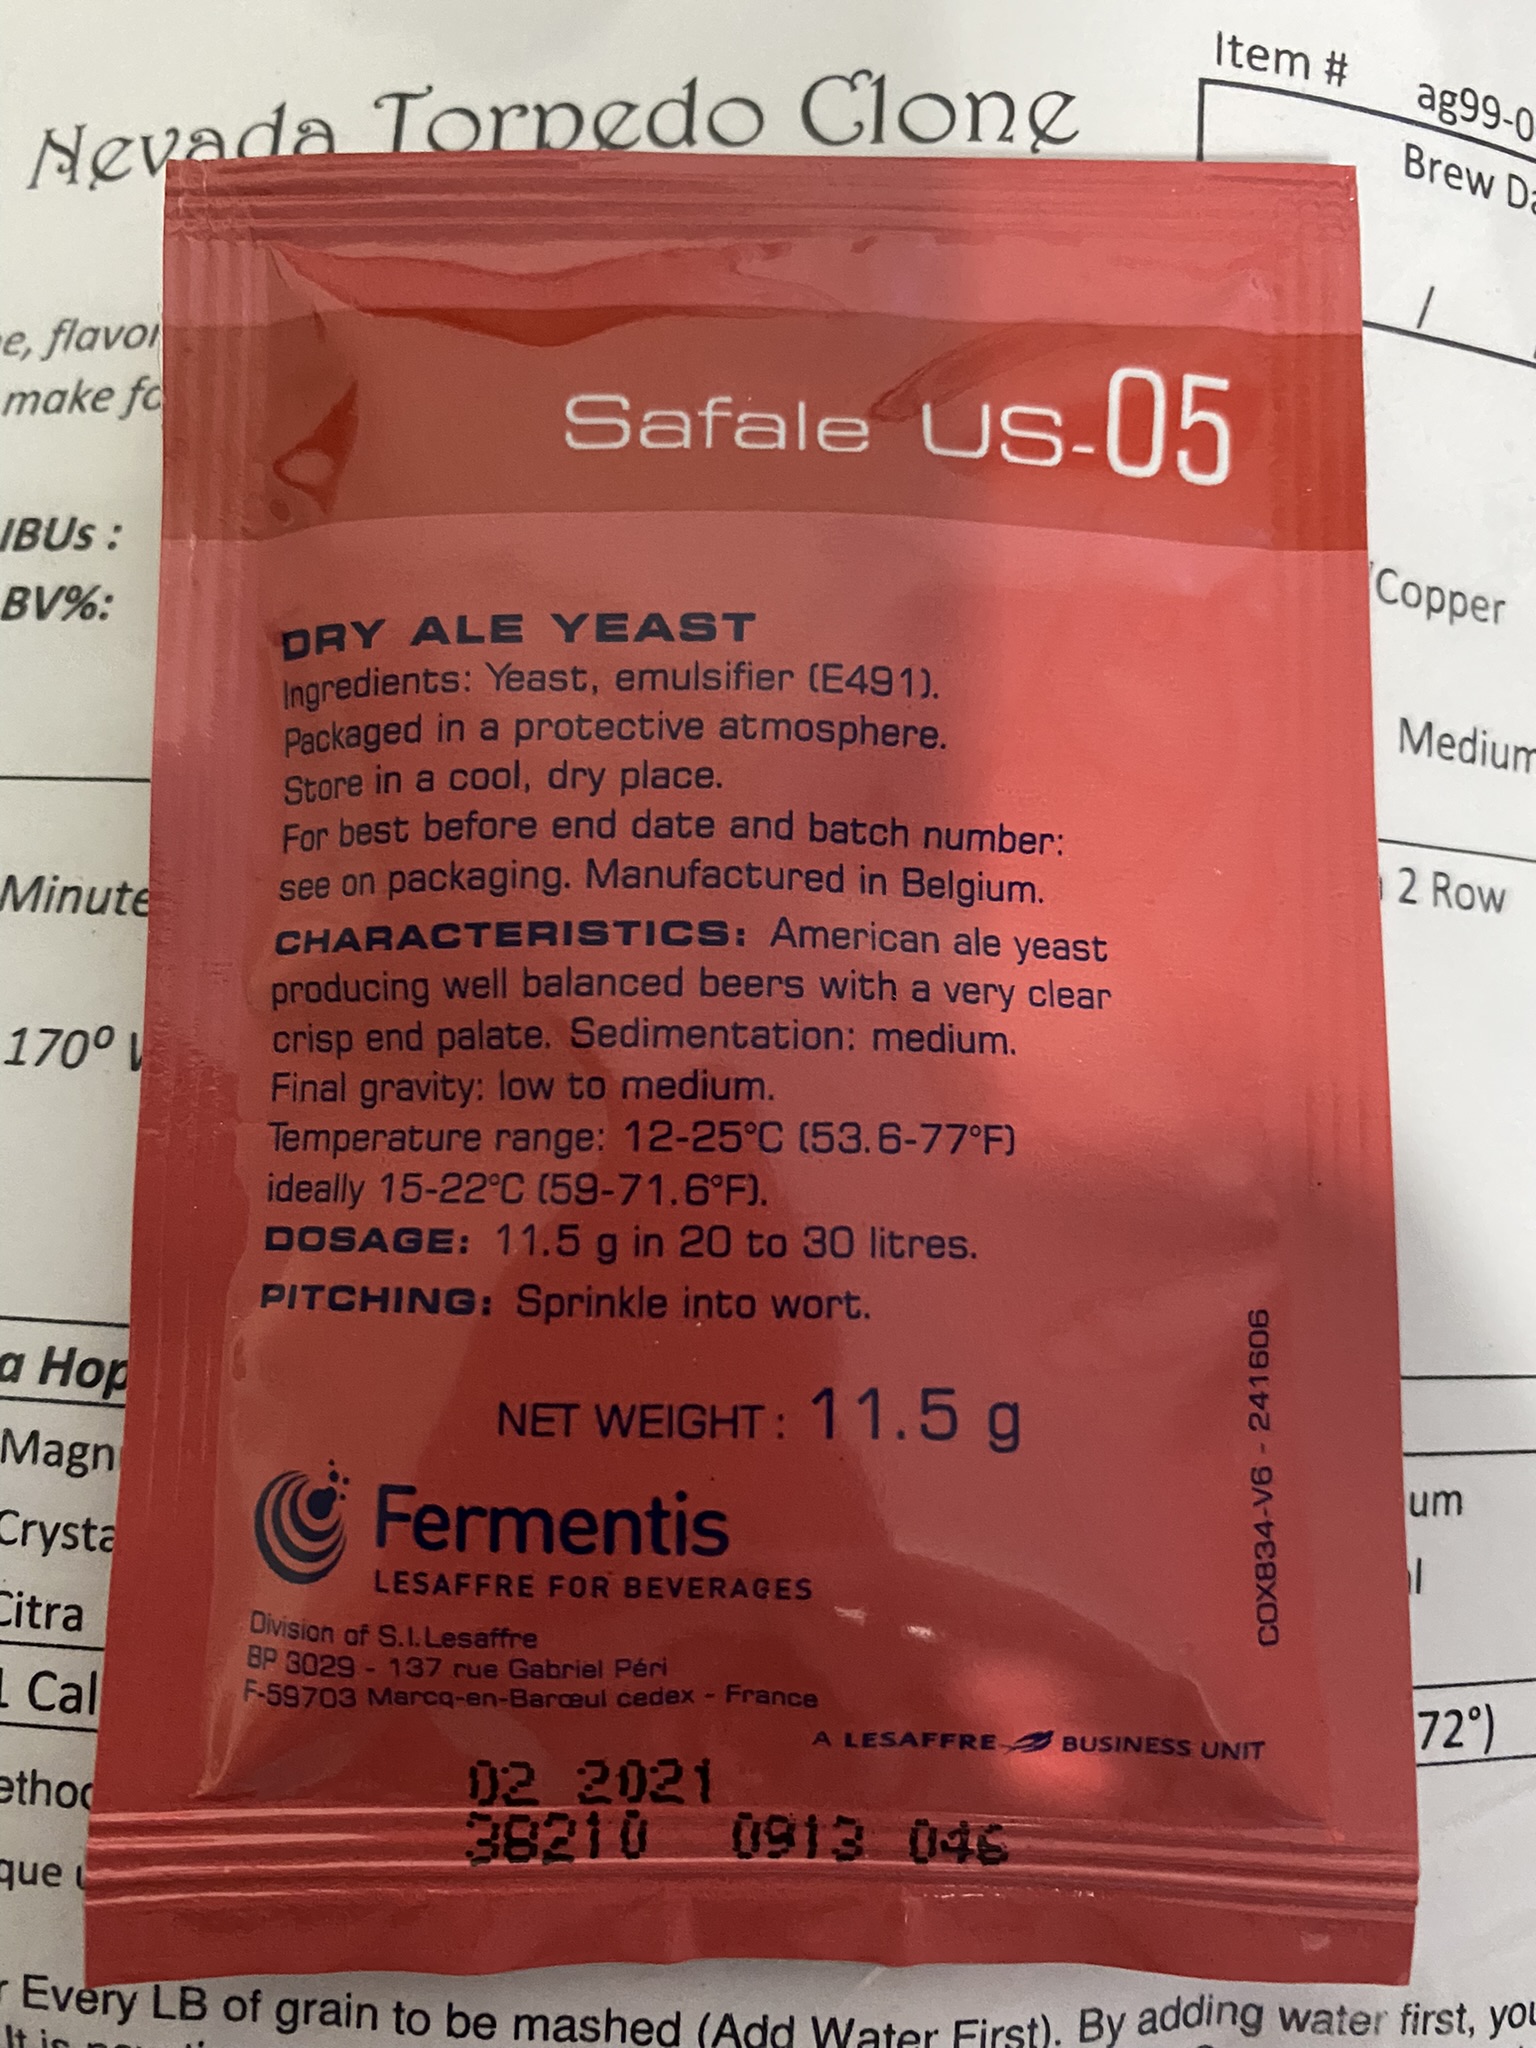 Item #
ag99-0
Nevada Torpedo Clone
Brew Da
/
e, flavor
make fo
Safale US-05
IBUs :
BV%:
Copper
DRY ALE YEAST
Ingredients: Yeast, emulsifier (E491).
Packaged in a protective atmosphere.
Medium
Store in a cool, dry place.
For best before end date and batch number:
see on packaging. Manufactured in Belgium.
Minute
2 Row
CHARACTERISTICS: American ale yeast
producing well balanced beers with a very clear
crisp end palate. Sedimentation: medium.
170º
Final gravity: low to medium.
Temperature range: 12-25°C (53.6-77°F)
ideally 15-22°C (59-71.6°F).
DOSAGE: 11.5 g in 20 to 30 litres.
PITCHING: Sprinkle into wort.
a Hop
NET WEIGHT: 11.5 g
COX834-V6 - 241606
Magn
um
Crysta
l
Citra
Fermentis
LESAFFRE FOR BEVERAGES
Division of S.I.Lesaffre
BP 3029 - 137 rue Gabriel Péri
F-59703 Marcq-en-Barœul cedex - France
L Cal
72°)
A LESAFFRE BUSINESS UNIT
ethod
02 2021
38210 0913 046
que
r Every LB of grain to be mashed (Add Water First). By adding water first, you
It is